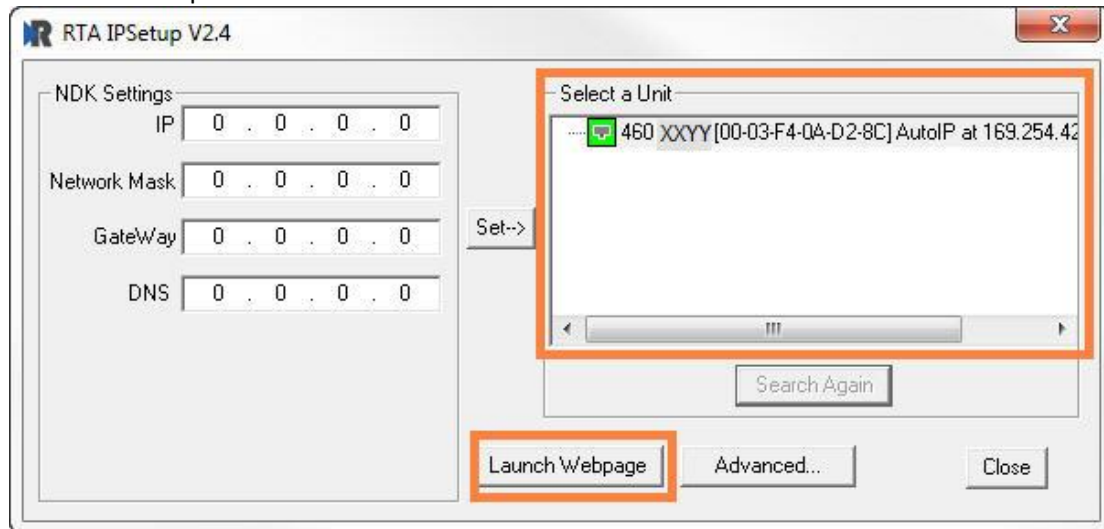 RTA IPSetup V2.4
NDK Settings
IP 0 . 0 . 0 . 0
Network Mask 0 . 0 . 0 . 0
GateWay 0 . 0 . 0 . 0
DNS 0 . 0 . 0 . 0
Set-->
Select a Unit
460 XXYY [00-03-F4-0A-D2-8C] AutoIP at 169.254.42
Search Again
Launch Webpage
Advanced...
Close